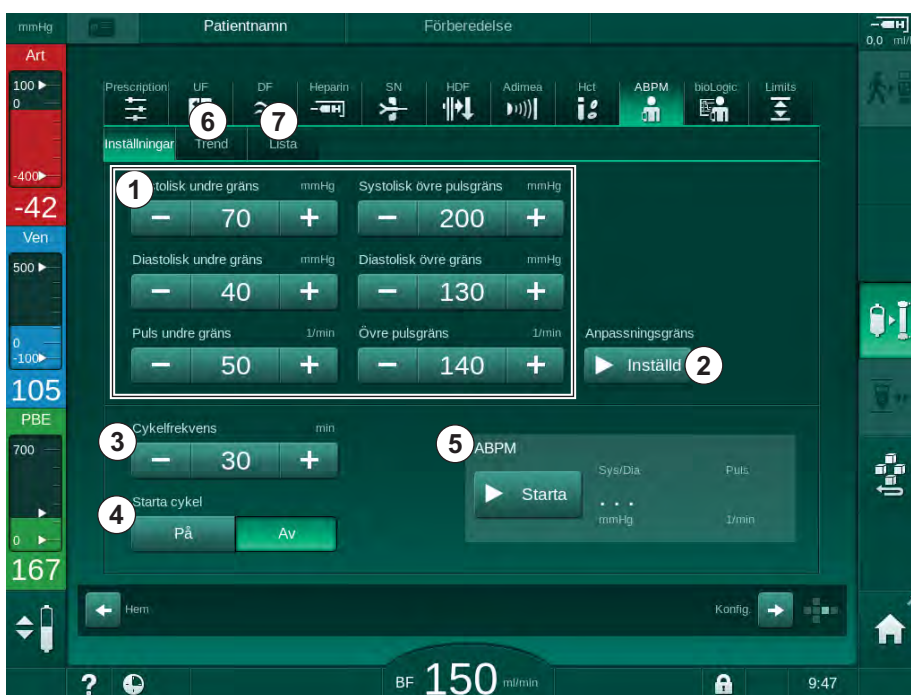 mmHg Patientnamn Förberedelse
0,0 ml/
Art
100
0
-400
-42
Ven
500
0
-100
105
PBE
700
0
167
Prescription UF DF Heparin SN HDF Adimea Hct ABPM bioLogic Limits
6 7
Inställningar Trend Lista
1
tolisk undre gräns mmHg Systolisk övre pulsgräns mmHg
− 70 + − 200 +
Diastolisk undre gräns mmHg Diastolisk övre gräns mmHg
− 40 + − 130 +
Puls undre gräns 1/min Övre pulsgräns 1/min Anpassningsgräns
− 50 + − 140 + Inställd 2
3 Cykelfrekvens min
− 30 +
4 Starta cykel
På Av
5 ABPM
Starta
Sys/Dia Puls
. . .
mmHg 1/min
Hem Konfig.
? BF 150 ml/min 9:47